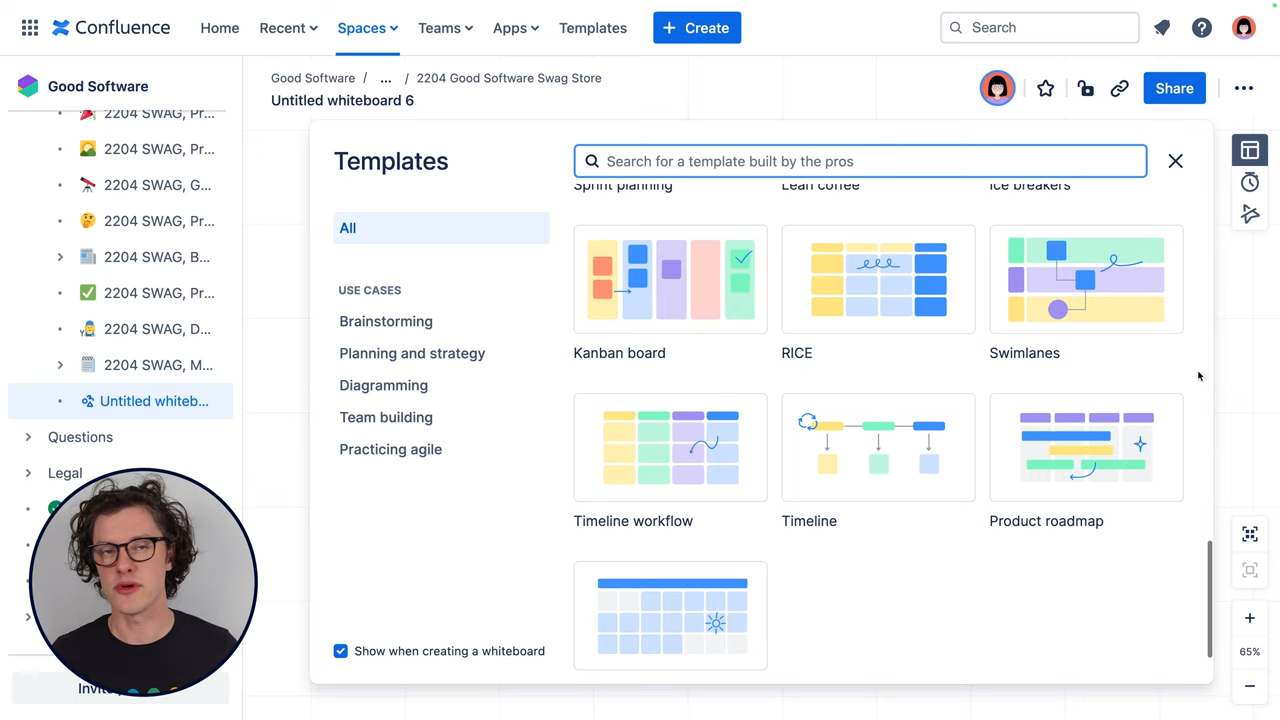 Confluence
Home
Recent
Spaces
Teams
Apps
Templates
+ Create
Search
Good Software
Good Software / ... / 2204 Good Software Swag Store
Untitled whiteboard 6
Share
2204 SWAG, Pr...
2204 SWAG, Pr...
2204 SWAG, G...
2204 SWAG, Pr...
2204 SWAG, B...
2204 SWAG, Pr...
2204 SWAG, D...
2204 SWAG, M...
Untitled whiteb...
Questions
Legal
Templates
Search for a template built by the pros
All
USE CASES
Brainstorming
Planning and strategy
Diagramming
Team building
Practicing agile
Show when creating a whiteboard
Sprint planning
Lean coffee
Ice breakers
Kanban board
RICE
Swimlanes
Timeline workflow
Timeline
Product roadmap
65%